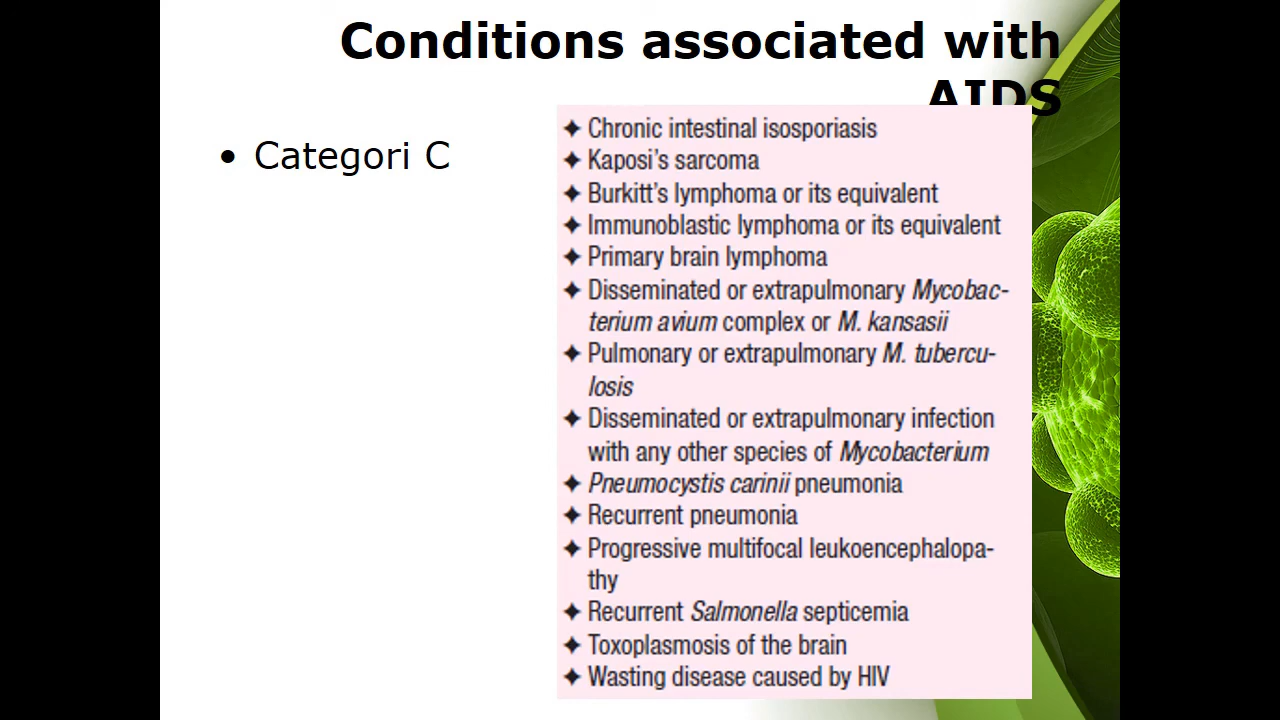 Conditions associated with
AIDS
• Categori C
✦ Chronic intestinal isosporiasis
✦ Kaposi’s sarcoma
✦ Burkitt’s lymphoma or its equivalent
✦ Immunoblastic lymphoma or its equivalent
✦ Primary brain lymphoma
✦ Disseminated or extrapulmonary Mycobac-
terium avium complex or M. kansasii
✦ Pulmonary or extrapulmonary M. tubercu-
losis
✦ Disseminated or extrapulmonary infection
with any other species of Mycobacterium
✦ Pneumocystis carinii pneumonia
✦ Recurrent pneumonia
✦ Progressive multifocal leukoencephalopa-
thy
✦ Recurrent Salmonella septicemia
✦ Toxoplasmosis of the brain
✦ Wasting disease caused by HIV